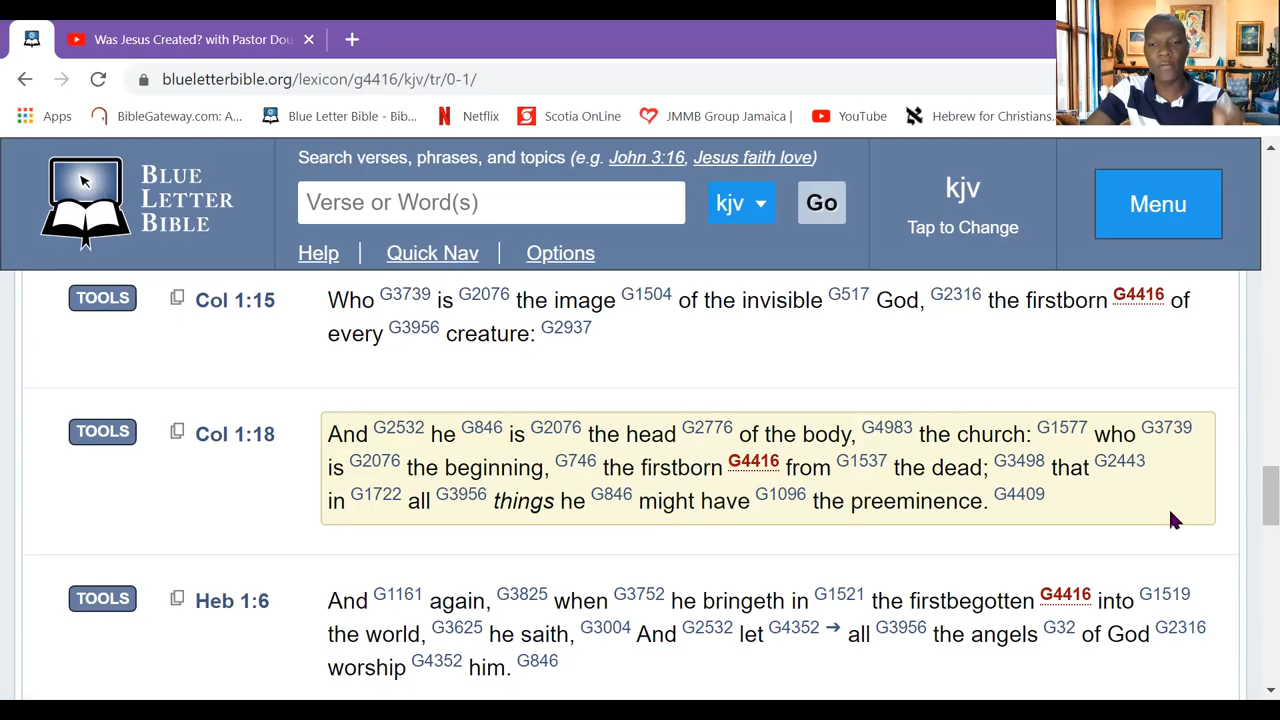 Was Jesus Created? with Pastor Dou
blueletterbible.org/lexicon/g4416/kjv/tr/0-1/
Apps BibleGateway.com: A... Blue Letter Bible - Bib... Netflix Scotia OnLine JMMB Group Jamaica | YouTube Hebrew for Christians.
BLUE
LETTER
BIBLE
Search verses, phrases, and topics (e.g. John 3:16, Jesus faith love)
Verse or Word(s) kjv Go
Help Quick Nav Options
kjv
Tap to Change
Menu
TOOLS Col 1:15 Who G3739 is G2076 the image G1504 of the invisible G517 God, G2316 the firstborn G4416 of
every G3956 creature: G2937
TOOLS Col 1:18 And G2532 he G846 is G2076 the head G2776 of the body, G4983 the church: G1577 who G3739
is G2076 the beginning, G746 the firstborn G4416 from G1537 the dead; G3498 that G2443
in G1722 all G3956 things he G846 might have G1096 the preeminence. G4409
TOOLS Heb 1:6 And G1161 again, G3825 when G3752 he bringeth in G1521 the firstbegotten G4416 into G1519
the world, G3625 he saith, G3004 And G2532 let G4352 → all G3956 the angels G32 of God G2316
worship G4352 him. G846